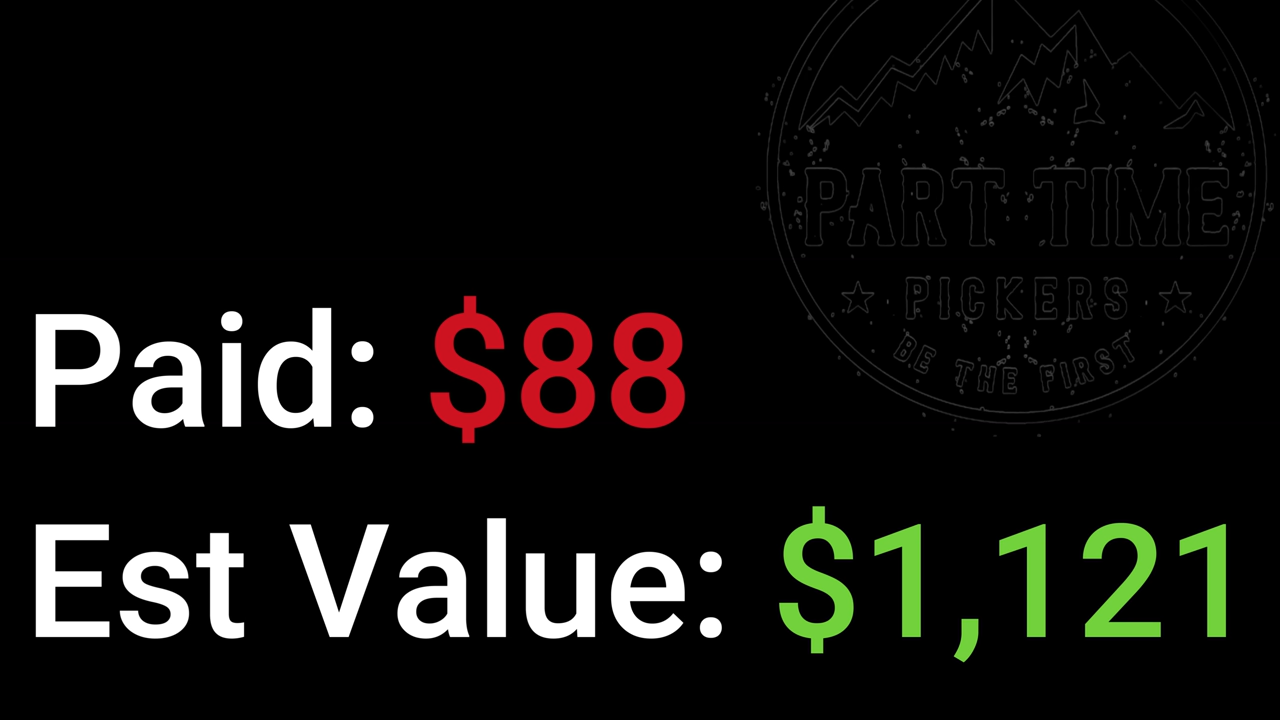 PART TIME
PICKERS
BE THE FIRST
Paid: $88
Est Value: $1,121